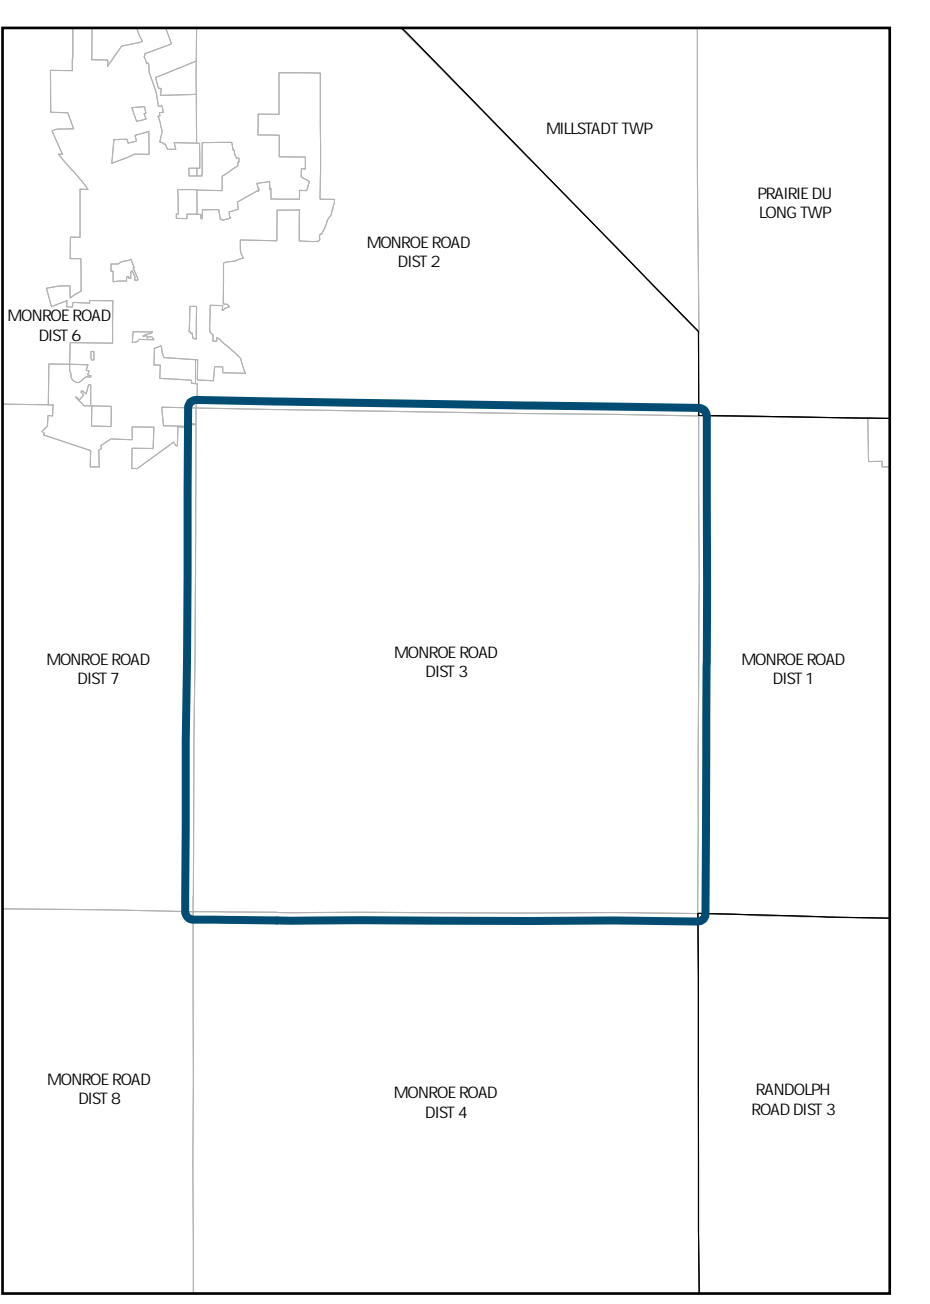 MILLSTADT TWP
PRAIRIE DU
LONG TWP
MONROE ROAD
DIST 2
MONROE ROAD
DIST 6
MONROE ROAD
DIST 3
MONROE ROAD
DIST 7
MONROE ROAD
DIST 1
MONROE ROAD
DIST 8
MONROE ROAD
DIST 4
RANDOLPH
ROAD DIST 3